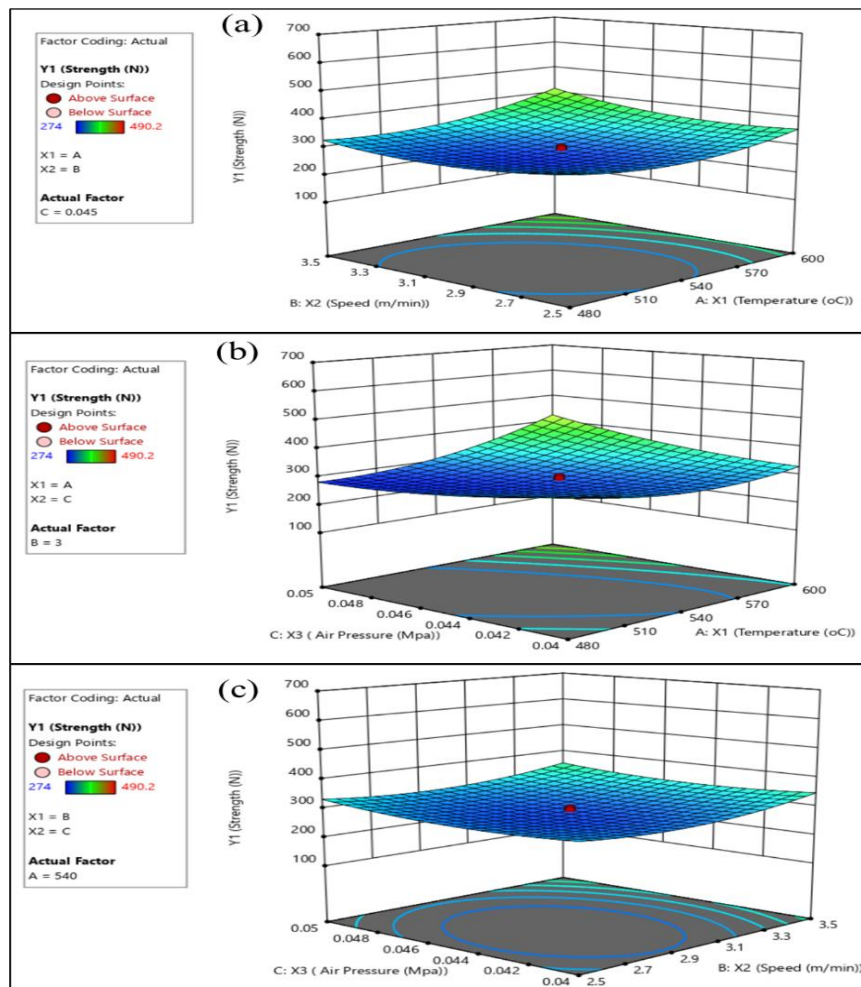 (a)
Factor Coding: Actual
Y1 (Strength (N))
Design Points:
Above Surface
Below Surface
274 490.2
X1 = A
X2 = B
Actual Factor
C = 0.045
Y1 (Strength (N))
700
600
500
400
300
200
100
3.5
3.3
3.1
2.9
2.7
2.5
B: X2 (Speed (m/min))
480
510
540
570
600
A: X1 (Temperature (oC))
(b)
Factor Coding: Actual
Y1 (Strength (N))
Design Points:
Above Surface
Below Surface
274 490.2
X1 = A
X2 = C
Actual Factor
B = 3
Y1 (Strength (N))
700
600
500
400
300
200
100
0.05
0.048
0.046
0.044
0.042
0.04
C: X3 ( Air Pressure (Mpa))
480
510
540
570
600
A: X1 (Temperature (oC))
(c)
Factor Coding: Actual
Y1 (Strength (N))
Design Points:
Above Surface
Below Surface
274 490.2
X1 = B
X2 = C
Actual Factor
A = 540
Y1 (Strength (N))
700
600
500
400
300
200
100
0.05
0.048
0.046
0.044
0.042
0.04
C: X3 ( Air Pressure (Mpa))
2.5
2.7
2.9
3.1
3.3
3.5
B: X2 (Speed (m/min))